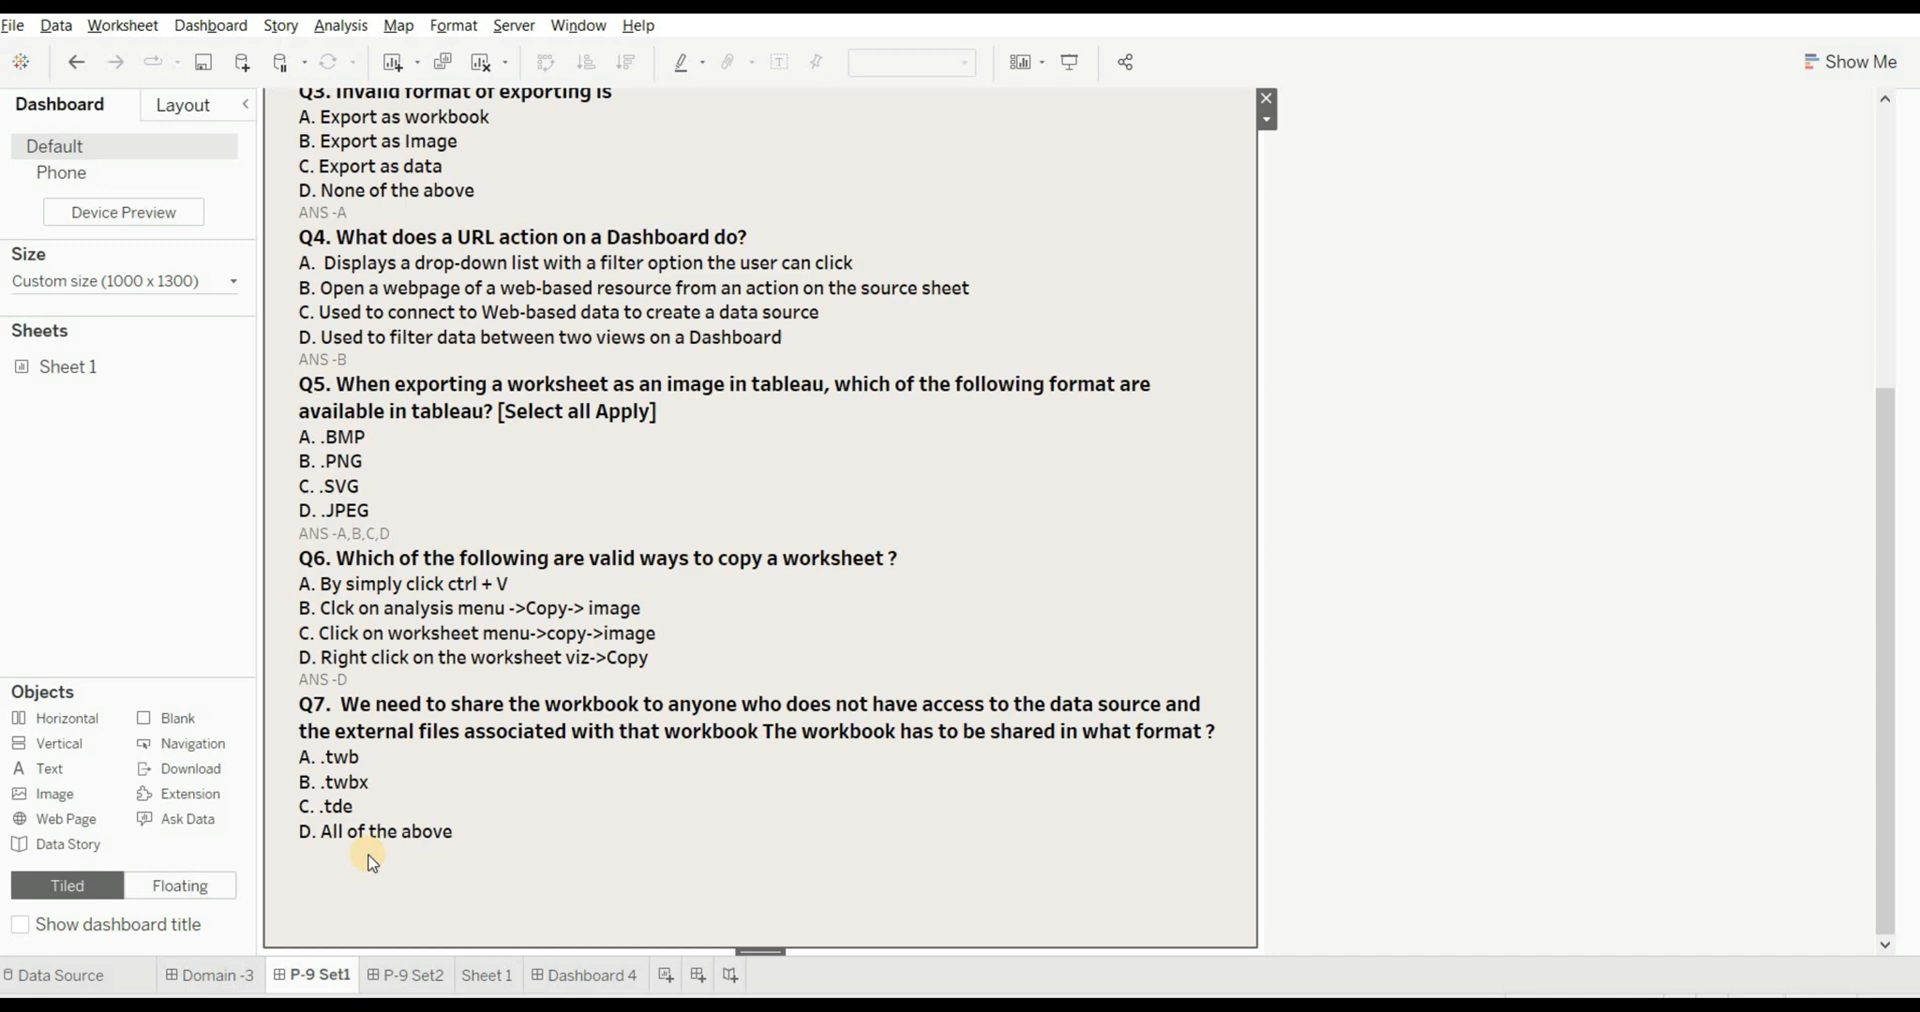 File Data Worksheet Dashboard Story Analysis Map Format Server Window Help
Show Me
Dashboard Layout
Default
Phone
Device Preview
Size
Custom size (1000 x 1300)
Sheets
Sheet 1
Objects
Horizontal Blank
Vertical Navigation
Text Download
Image Extension
Web Page Ask Data
Data Story
Tiled Floating
Show dashboard title
Q3. Invalid format of exporting is
A. Export as workbook
B. Export as Image
C. Export as data
D. None of the above
ANS -A
Q4. What does a URL action on a Dashboard do?
A. Displays a drop-down list with a filter option the user can click
B. Open a webpage of a web-based resource from an action on the source sheet
C. Used to connect to Web-based data to create a data source
D. Used to filter data between two views on a Dashboard
ANS -B
Q5. When exporting a worksheet as an image in tableau, which of the following format are
available in tableau? [Select all Apply]
A. .BMP
B. .PNG
C. .SVG
D. .JPEG
ANS -A,B,C,D
Q6. Which of the following are valid ways to copy a worksheet ?
A. By simply click ctrl + V
B. Clck on analysis menu ->Copy-> image
C. Click on worksheet menu->copy->image
D. Right click on the worksheet viz->Copy
ANS -D
Q7. We need to share the workbook to anyone who does not have access to the data source and
the external files associated with that workbook The workbook has to be shared in what format ?
A. .twb
B. .twbx
C. .tde
D. All of the above
Data Source Domain -3 P-9 Set1 P-9 Set2 Sheet 1 Dashboard 4